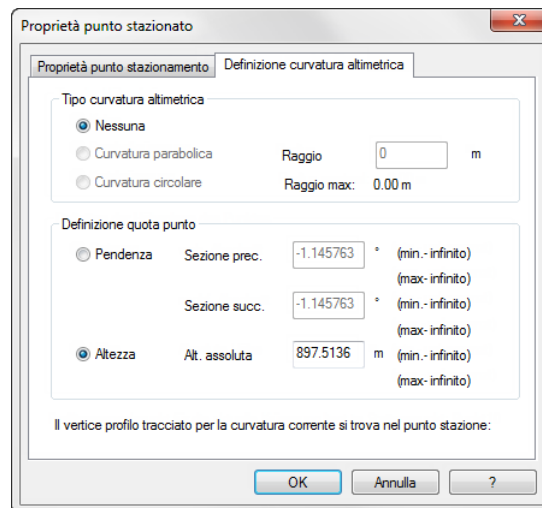 Proprietà punto stazionato
Proprietà punto stazionamento
Definizione curvatura altimetrica
Tipo curvatura altimetrica
Nessuna
Curvatura parabolica Raggio 0 m
Curvatura circolare Raggio max: 0.00 m
Definizione quota punto
Pendenza Sezione prec. -1.145763 ° (min.- infinito)
(max- infinito)
Sezione succ. -1.145763 ° (min.- infinito)
(max- infinito)
Altezza Alt. assoluta 897.5136 m (min.- infinito)
(max- infinito)
Il vertice profilo tracciato per la curvatura corrente si trova nel punto stazione:
OK Annulla ?